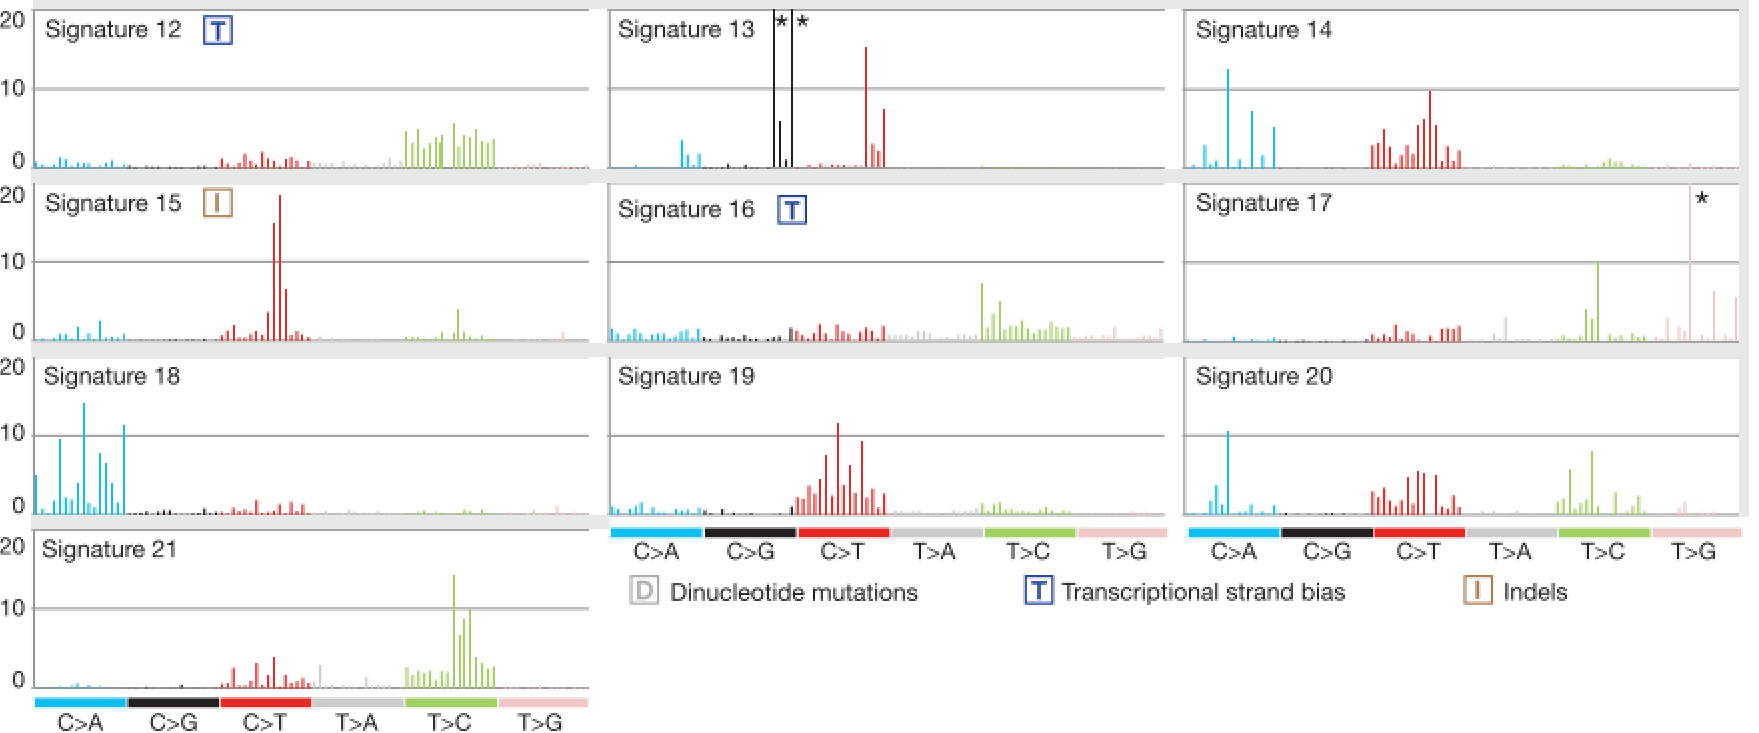 20 Signature 12 T Signature 13 * * Signature 14
10
0
20 Signature 15 I Signature 16 T Signature 17 *
10
0
20 Signature 18 Signature 19 Signature 20
10
0
20 Signature 21
10
0
C>A C>G C>T T>A T>C T>G
C>A C>G C>T T>A T>C T>G
C>A C>G C>T T>A T>C T>G
D Dinucleotide mutations T Transcriptional strand bias I Indels